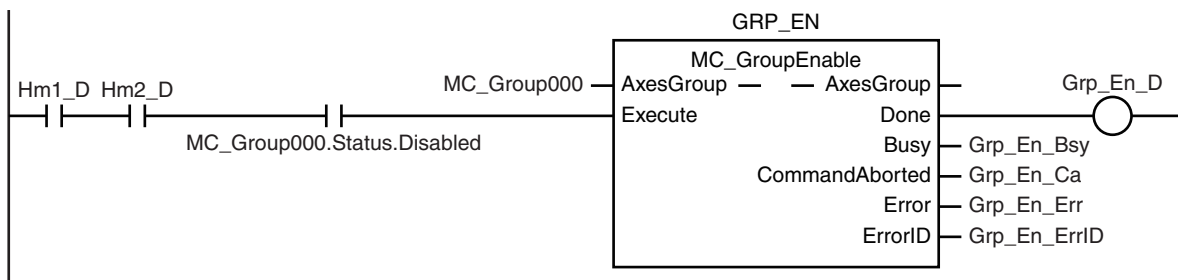 GRP_EN
MC_GroupEnable
Hm1_D Hm2_D MC_Group000 AxesGroup AxesGroup Grp_En_D
Execute Done
MC_Group000.Status.Disabled
Busy Grp_En_Bsy
CommandAborted Grp_En_Ca
Error Grp_En_Err
ErrorID Grp_En_ErrID